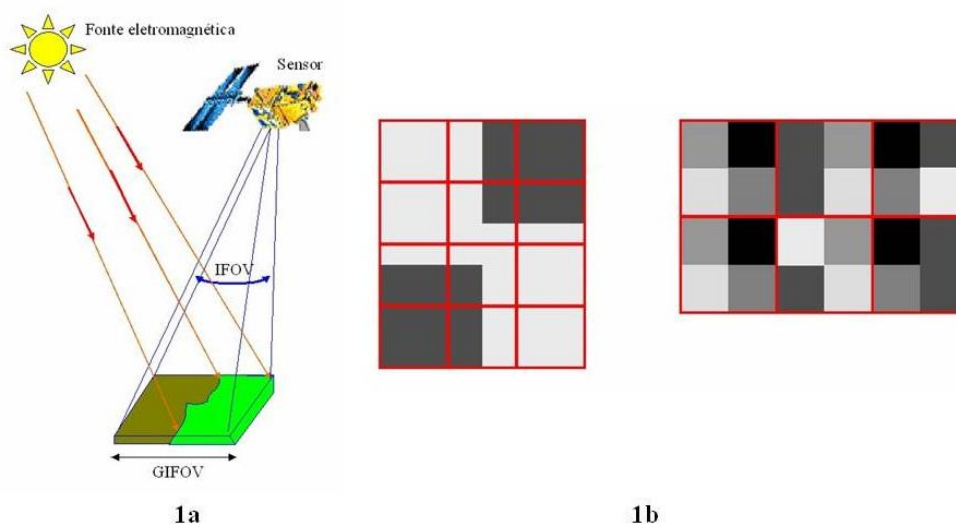 Fonte eletromagnética
Sensor
IFOV
GIFOV
1a
1b